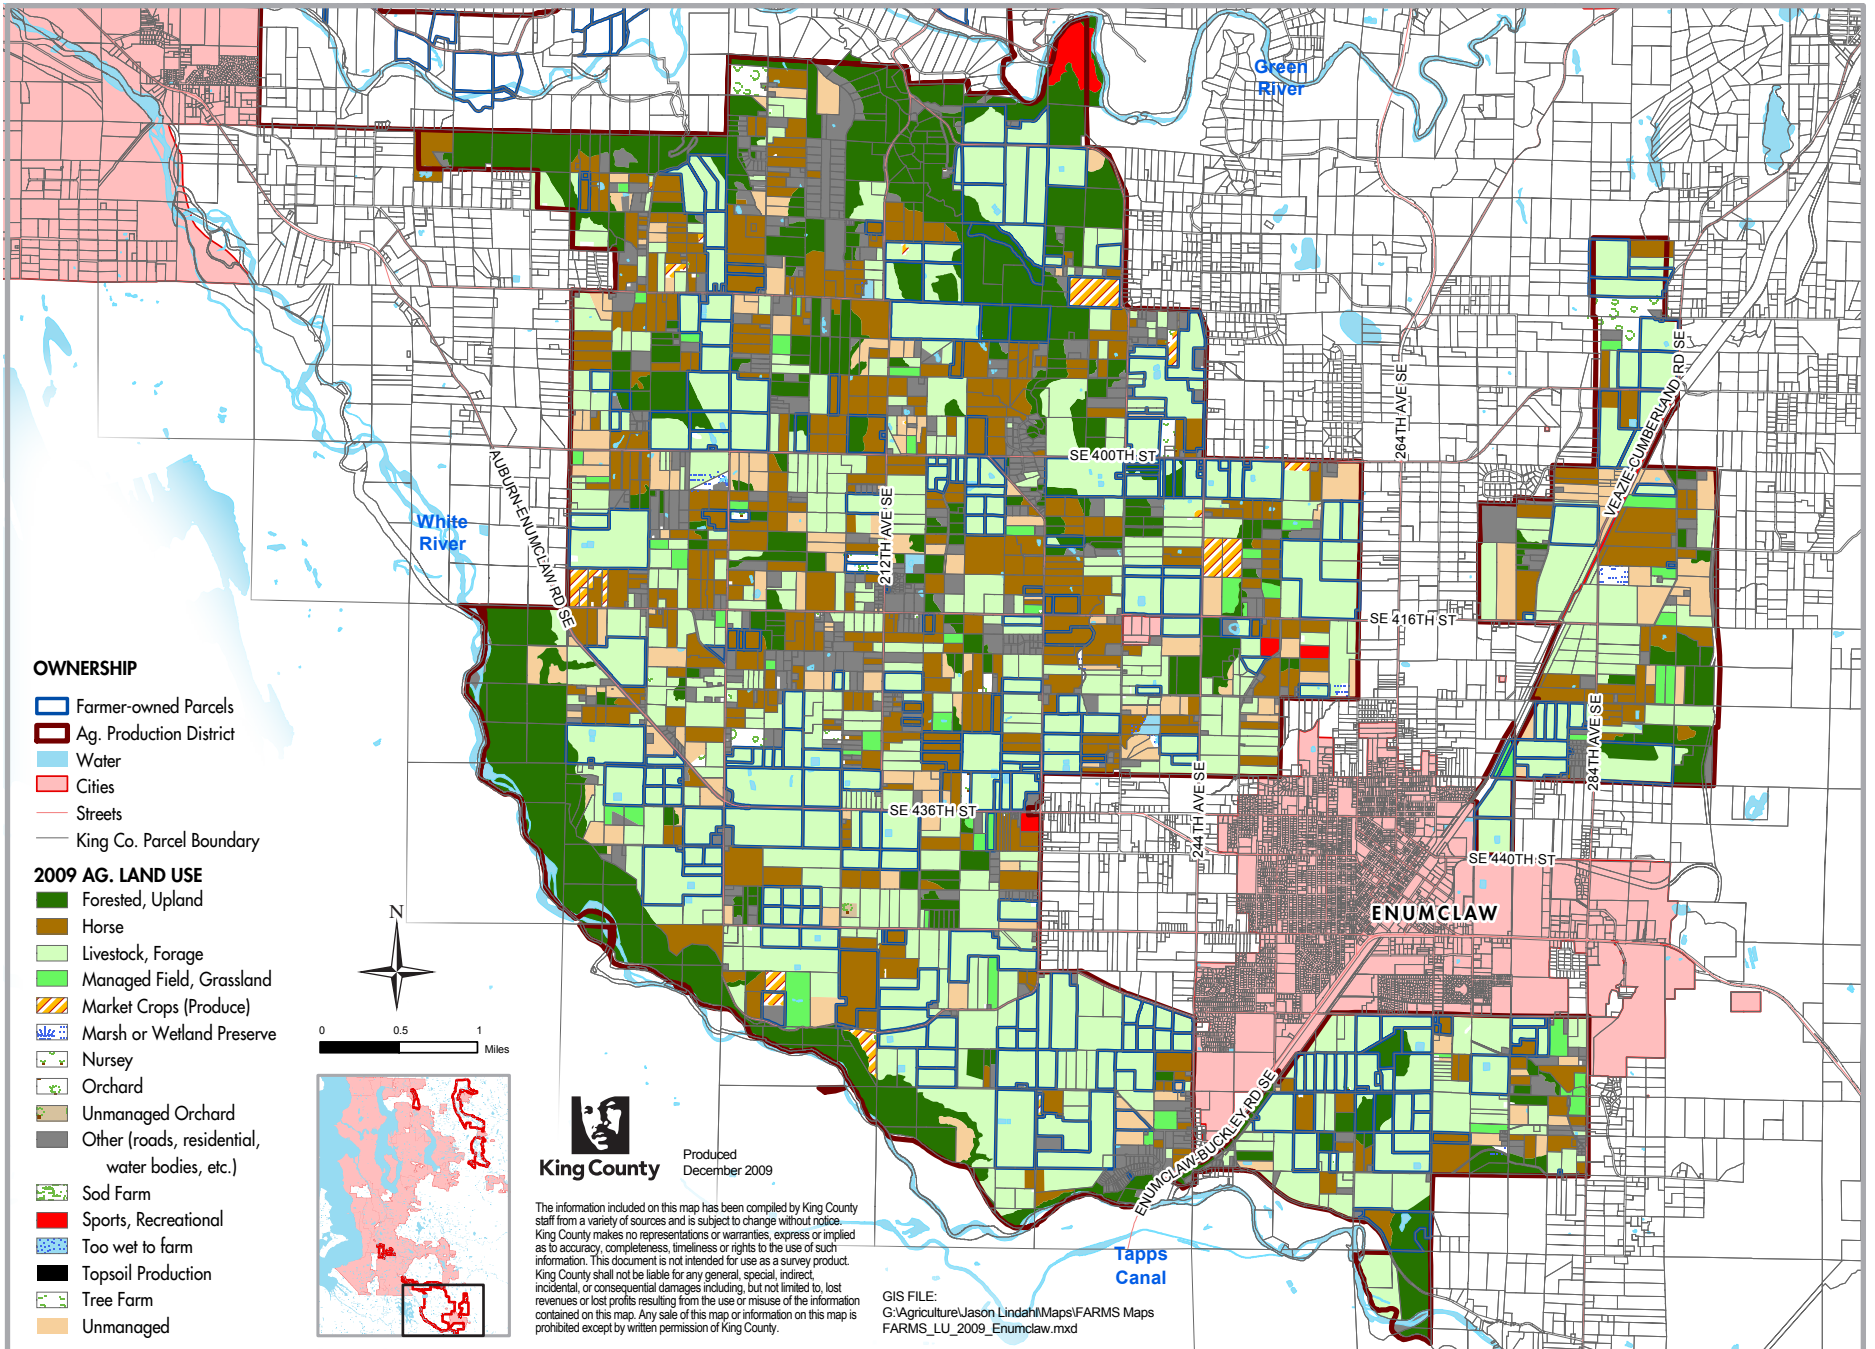 Green
River
264TH AVE SE
VEAZIE-CUMBERLAND RD SE
SE 400TH ST
AUBURN-ENUMCLAW RD SE
212TH AVE SE
White
River
SE 416TH ST
284TH AVE SE
244TH AVE SE
SE 436TH ST
SE 440TH ST
ENUMCLAW
ENUMCLAW-BUCKLEY RD SE
Tapps
Canal
OWNERSHIP
Farmer-owned Parcels
Ag. Production District
Water
Cities
Streets
King Co. Parcel Boundary
2009 AG. LAND USE
Forested, Upland
Horse
Livestock, Forage
Managed Field, Grassland
Market Crops (Produce)
Marsh or Wetland Preserve
Nursey
Orchard
Unmanaged Orchard
Other (roads, residential,
water bodies, etc.)
Sod Farm
Sports, Recreational
Too wet to farm
Topsoil Production
Tree Farm
Unmanaged
N
0 0.5 1
Miles
King County
Produced
December 2009
The information included on this map has been compiled by King County
staff from a variety of sources and is subject to change without notice.
King County makes no representations or warranties, express or implied
as to accuracy, completeness, timeliness or rights to the use of such
information. This document is not intended for use as a survey product.
King County shall not be liable for any general, special, indirect,
incidental, or consequential damages including, but not limited to, lost
revenues or lost profits resulting from the use or misuse of the information
contained on this map. Any sale of this map or information on this map is
prohibited except by written permission of King County.
GIS FILE:
G:\Agriculture\Jason Lindahl\Maps\FARMS Maps
FARMS_LU_2009_Enumclaw.mxd